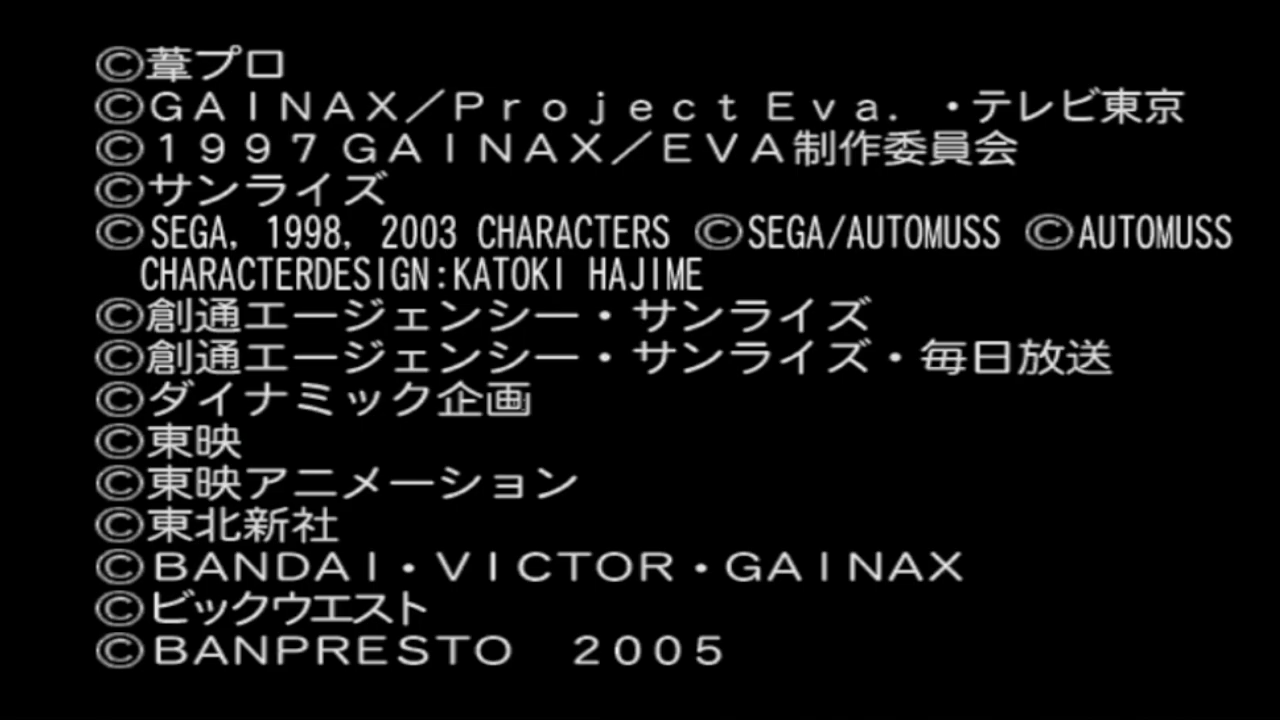 ©葦プロ
©ＧＡＩＮＡＸ／Ｐｒｏｊｅｃｔ Ｅｖａ．・テレビ東京
©１９９７ ＧＡＩＮＡＸ／ＥＶＡ制作委員会
©サンライズ
©SEGA, 1998, 2003 CHARACTERS ©SEGA/AUTOMUSS ©AUTOMUSS
CHARACTERDESIGN:KATOKI HAJIME
©創通エージェンシー・サンライズ
©創通エージェンシー・サンライズ・毎日放送
©ダイナミック企画
©東映
©東映アニメーション
©東北新社
©ＢＡＮＤＡＩ・ＶＩＣＴＯＲ・ＧＡＩＮＡＸ
©ビックウエスト
©ＢＡＮＰＲＥＳＴＯ　２００５